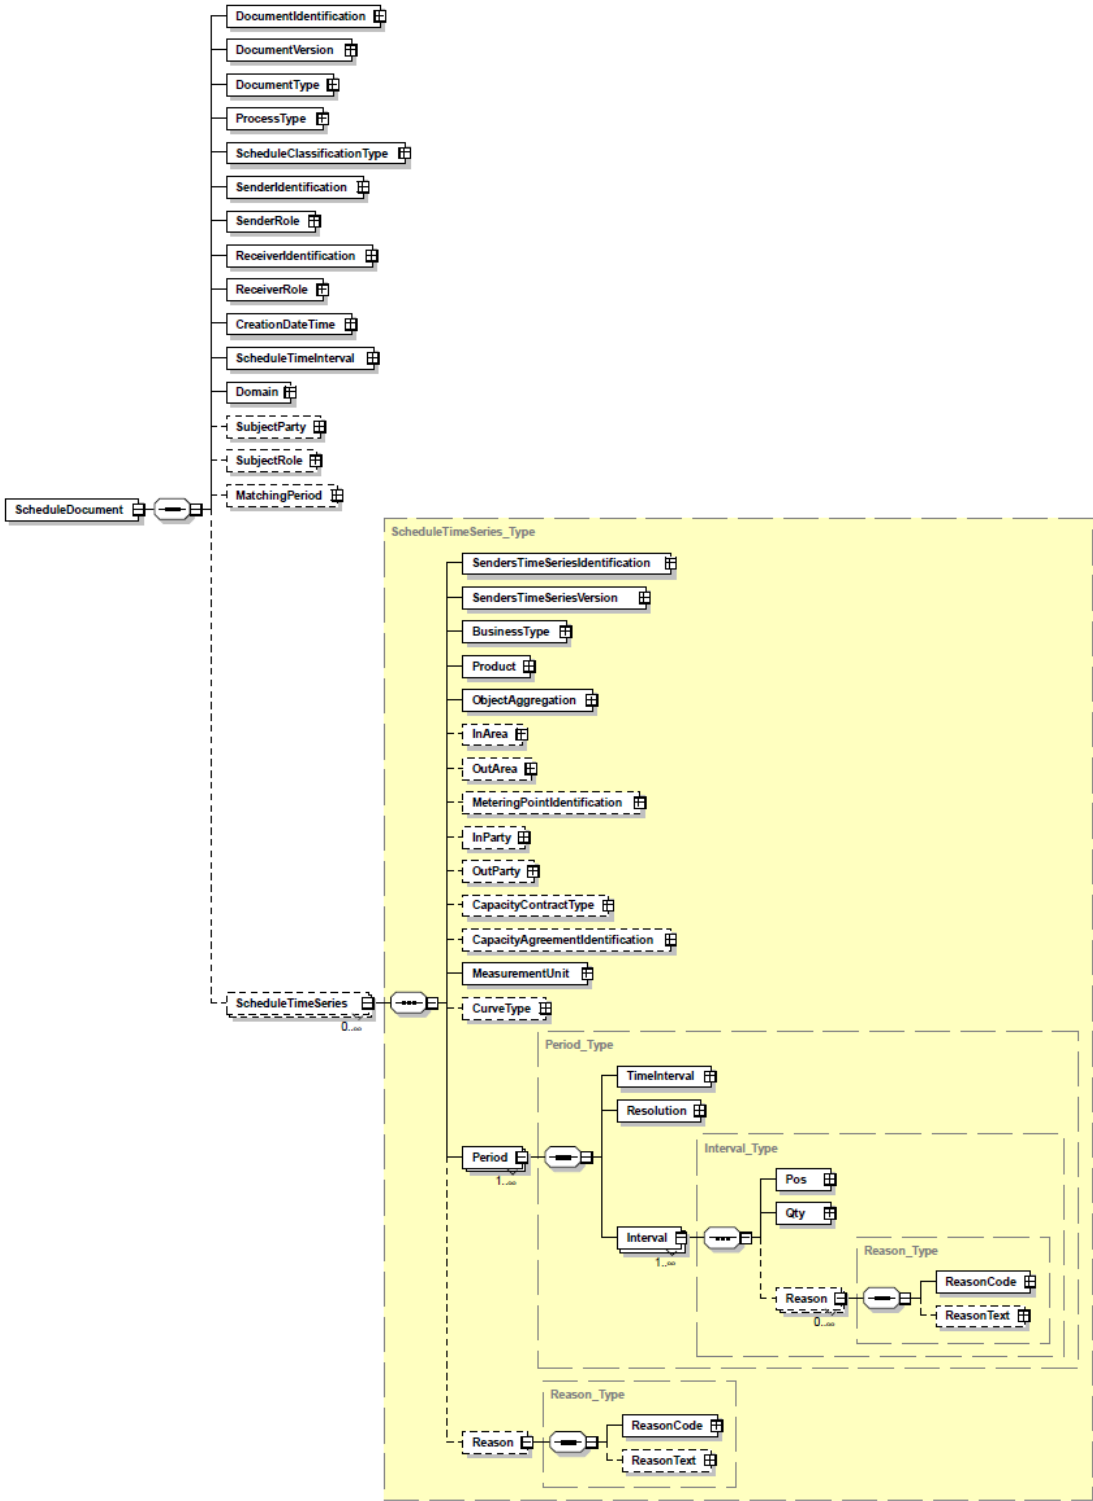 DocumentIdentification
DocumentVersion
DocumentType
ProcessType
ScheduleClassificationType
SenderIdentification
SenderRole
ReceiverIdentification
ReceiverRole
CreationDateTime
ScheduleTimeInterval
Domain
SubjectParty
SubjectRole
MatchingPeriod
ScheduleDocument
ScheduleTimeSeries_Type
SendersTimeSeriesIdentification
SendersTimeSeriesVersion
BusinessType
Product
ObjectAggregation
InArea
OutArea
MeteringPointIdentification
InParty
OutParty
CapacityContractType
CapacityAgreementIdentification
MeasurementUnit
ScheduleTimeSeries
0..∞
CurveType
Period_Type
TimeInterval
Resolution
Period
1..∞
Interval_Type
Pos
Qty
Interval
1..∞
Reason_Type
ReasonCode
Reason
0..∞
ReasonText
Reason_Type
ReasonCode
Reason
ReasonText